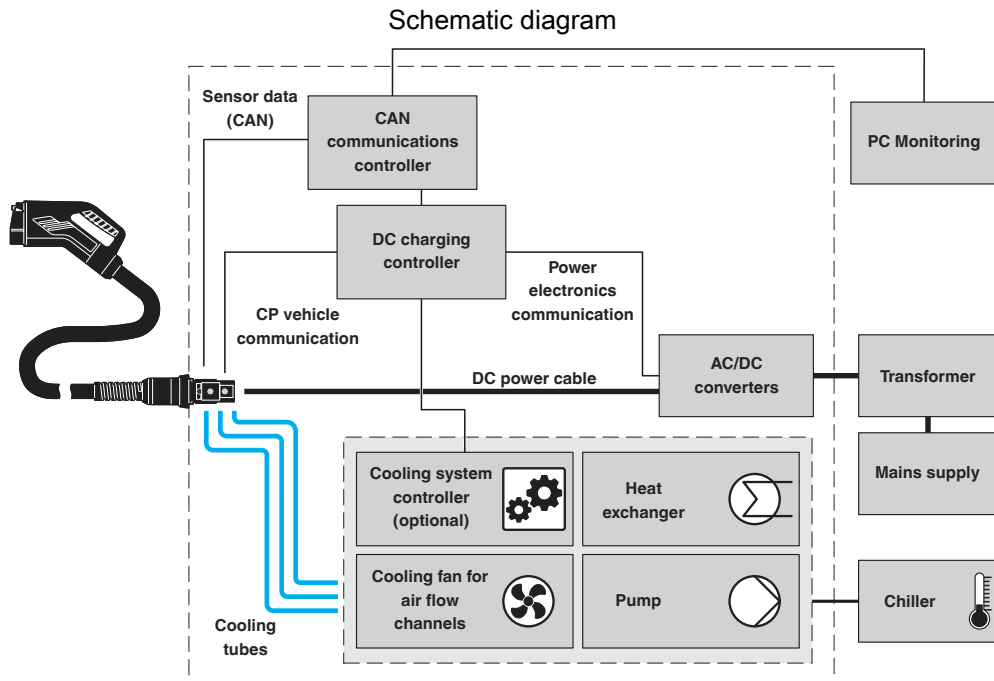 Schematic diagram
Sensor data
(CAN)
CAN
communications
controller
PC Monitoring
DC charging
controller
Power
electronics
communication
CP vehicle
communication
AC/DC
converters
Transformer
DC power cable
Mains supply
Cooling system
controller
(optional)
Heat
exchanger
Cooling fan for
air flow
channels
Pump
Chiller
Cooling
tubes